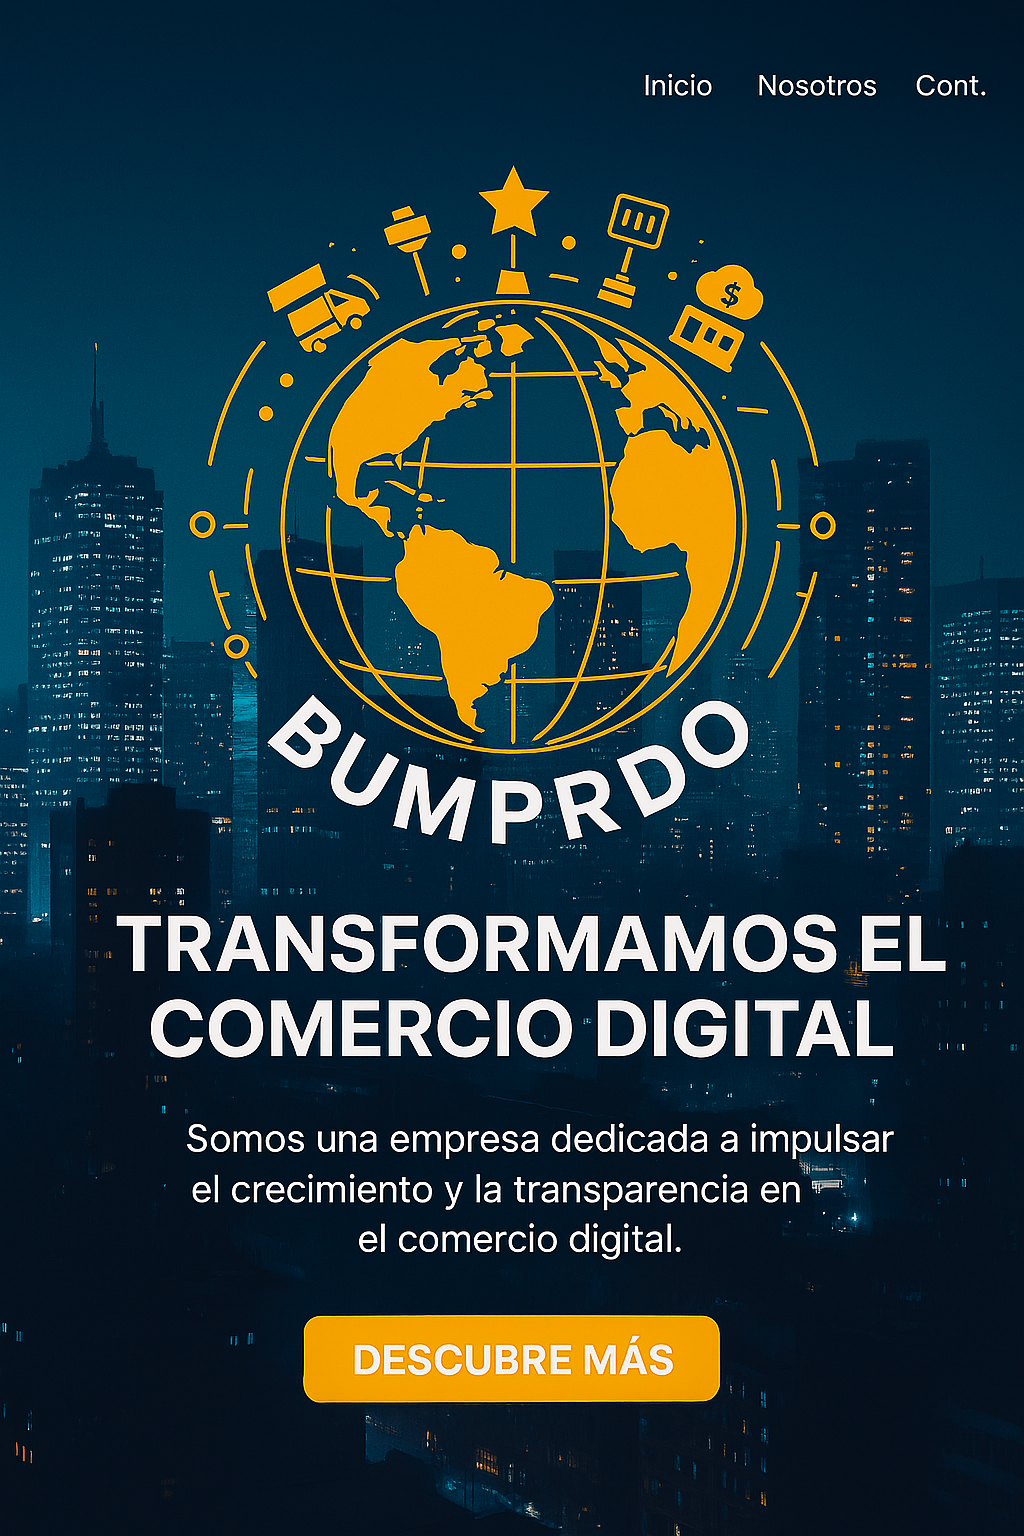 Inicio Nosotros Cont.
$
BUMPRDO
TRANSFORMAMOS EL
COMERCIO DIGITAL
Somos una empresa dedicada a impulsar
el crecimiento y la transparencia en
el comercio digital.
DESCUBRE MÁS